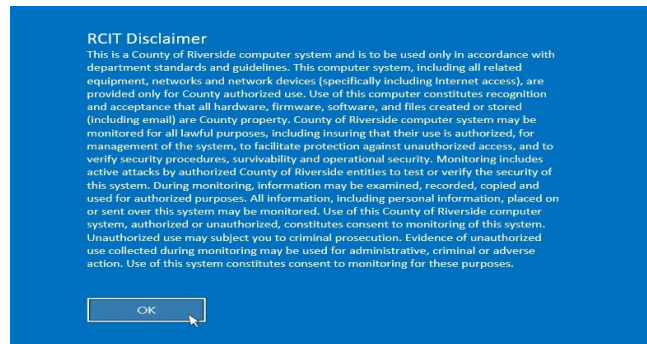 RCIT Disclaimer
This is a County of Riverside computer system and is to be used only in accordance with
department standards and guidelines. This computer system, including all related
equipment, networks and network devices (specifically including Internet access), are
provided only for County authorized use. Use of this computer constitutes recognition
and acceptance that all hardware, firmware, software, and files created or stored
(including email) are County property. County of Riverside computer system may be
monitored for all lawful purposes, including insuring that their use is authorized, for
management of the system, to facilitate protection against unauthorized access, and to
verify security procedures, survivability and operational security. Monitoring includes
active attacks by authorized County of Riverside entities to test or verify the security of
this system. During monitoring, information may be examined, recorded, copied and
used for authorized purposes. All information, including personal information, placed on
or sent over this system may be monitored. Use of this County of Riverside computer
system, authorized or unauthorized, constitutes consent to monitoring of this system.
Unauthorized use may subject you to criminal prosecution. Evidence of unauthorized
use collected during monitoring may be used for administrative, criminal or adverse
action. Use of this system constitutes consent to monitoring for these purposes.
OK